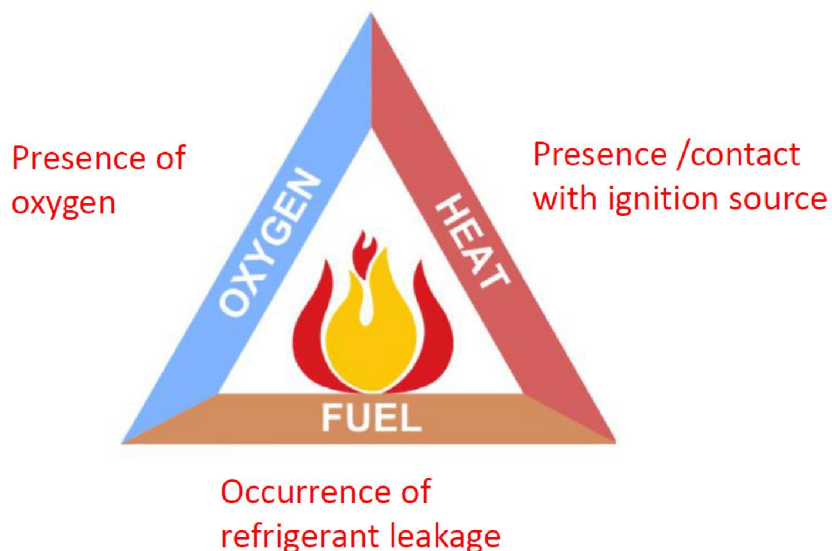 Presence of
oxygen
OXYGEN
HEAT
Presence /contact
with ignition source
FUEL
Occurrence of
refrigerant leakage